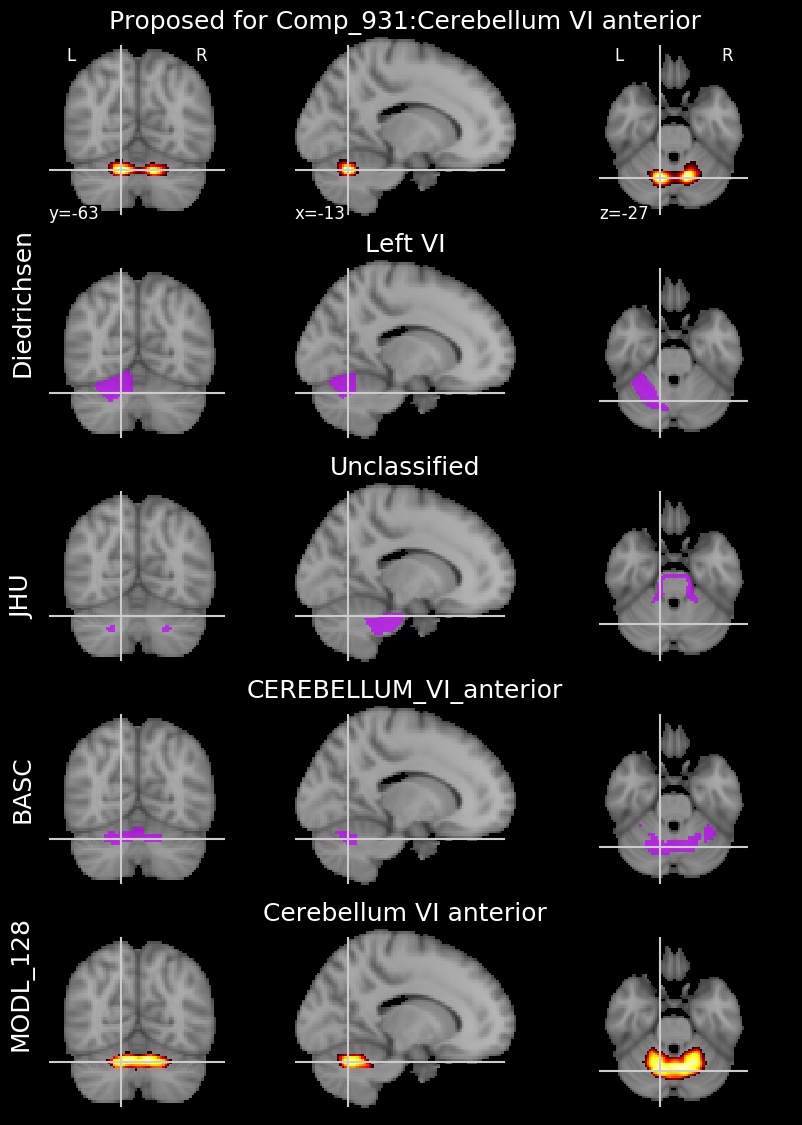 Proposed for Comp_931:Cerebellum VI anterior
L R L R
y=-63 x=-13 z=-27
Left VI
Diedrichsen
Unclassified
JHU
CEREBELLUM_VI_anterior
BASC
Cerebellum VI anterior
MODL_128